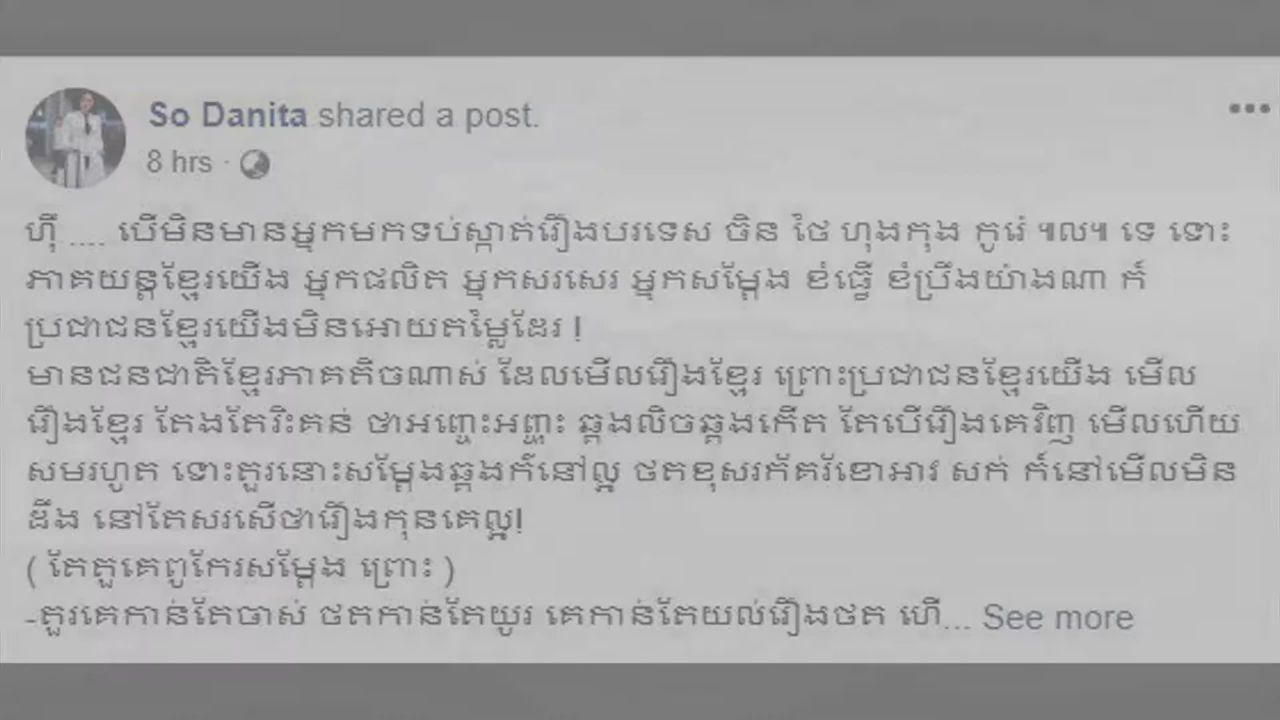 So Danita shared a post.
8 hrs ·
ហ៊ឺ .... បើមិនមានអ្នកមកទប់ស្កាត់រឿងបរទេស ចិន ថៃ ហុងកុង កូរ៉េ ៕ល៕ ទេ ទោះ
ភាគយន្តខ្មែរយើង អ្នកផលិត អ្នកសរសេរ អ្នកសម្តែង ខំធ្វើ ខំប្រឹងយ៉ាងណា ក៏
ប្រជាជនខ្មែរយើងមិនអោយតម្លៃដែរ !
មានជនជាតិខ្មែរភាគតិចណាស់ ដែលមើលរឿងខ្មែរ ព្រោះប្រជាជនខ្មែរយើង មើល
រឿងខ្មែរ តែងតែរិះគន់ ថាអញ្ចេះអញ្ចុះ ឆ្គងលិចឆ្គងកើត តែបើរឿងគេវិញ មើលហើយ
សមរហូត ទោះតួរនោះសម្តែងឆ្គងក៏នៅល្អ ថតខុសរក័គរ័ខោអាវ សក់ ក៏នៅមើលមិន
ដឹង នៅតែសរសើថារឿងកុនគេល្អ!
( តែតួគេពូកែរសម្តែង ព្រោះ )
-តួរគេកាន់តែចាស់ ថតកាន់តែយូរ គេកាន់តែយល់រឿងថត ហើ... See more